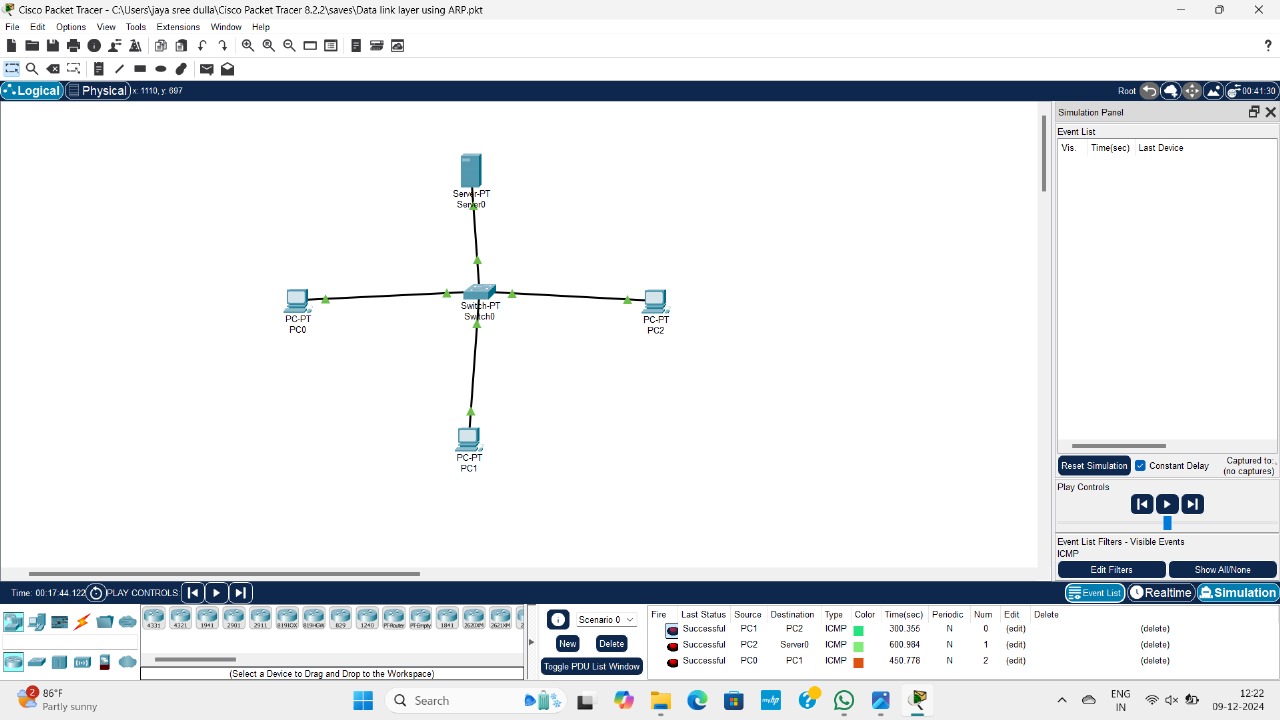 Cisco Packet Tracer - C:\Users\jaya sree dulla\Cisco Packet Tracer 8.2.2\saves\Data link layer using ARP.pkt
File Edit Options View Tools Extensions Window Help
?
Logical Physical x: 1110, y: 697 Root 00:41:30
Simulation Panel
Event List
Vis. Time(sec) Last Device
Server-PT
Server0
PC-PT
PC0
Switch-PT
Switch0
PC-PT
PC2
PC-PT
PC1
Reset Simulation Constant Delay Captured to:
(no captures)
Play Controls
Event List Filters - Visible Events
ICMP
Edit Filters Show All/None
Time: 00:17:44.122 PLAY CONTROLS: Event List Realtime Simulation
4331 4321 1941 2901 2911 819IOX 819HGW 829 1240 PT-Router PT-Empty 1841 2620XM 2621XM
(Select a Device to Drag and Drop to the Workspace)
Scenario 0
New Delete
Toggle PDU List Window
Fire Last Status Source Destination Type Color Time(sec) Periodic Num Edit Delete
Successful PC1 PC2 ICMP 300.355 N 0 (edit) (delete)
Successful PC2 Server0 ICMP 600.984 N 1 (edit) (delete)
Successful PC0 PC1 ICMP 450.778 N 2 (edit) (delete)
2
86°F
Partly sunny
Search
ENG
IN
12:22
09-12-2024